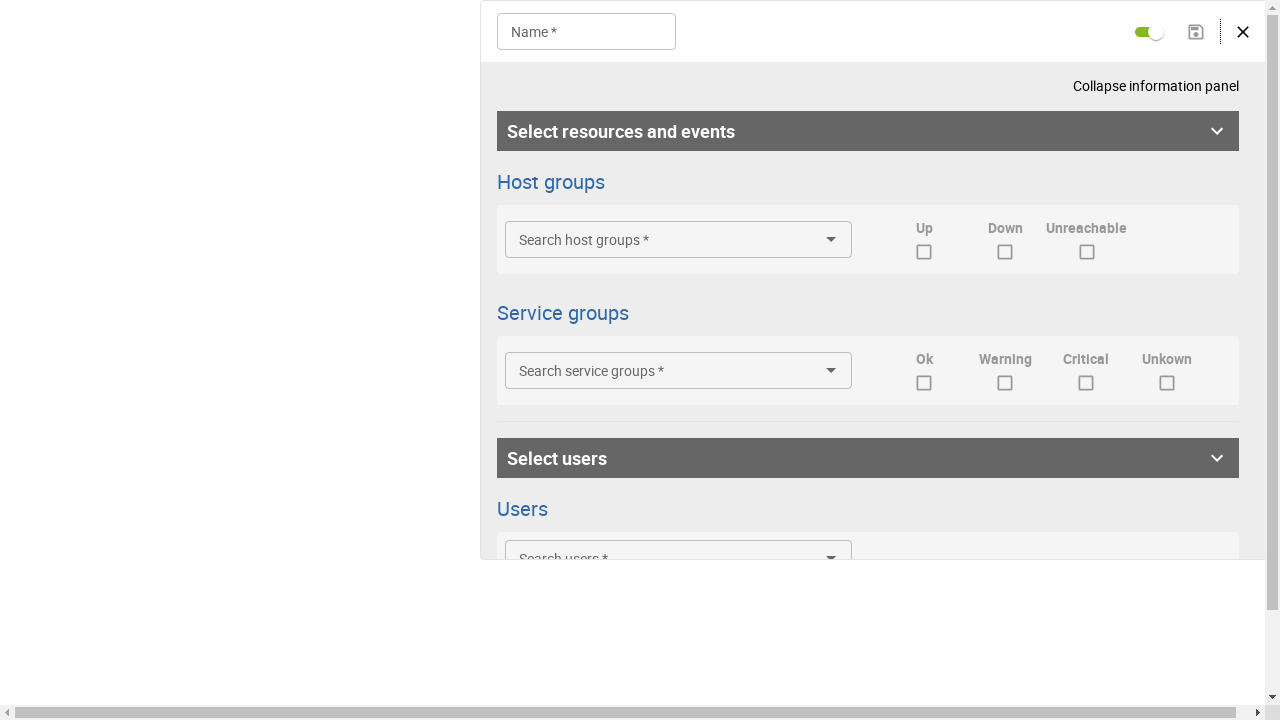 Name *
Collapse information panel
Select resources and events
Host groups
Search host groups *
Up Down Unreachable
Service groups
Search service groups *
Ok Warning Critical Unkown
Select users
Users
Search users *